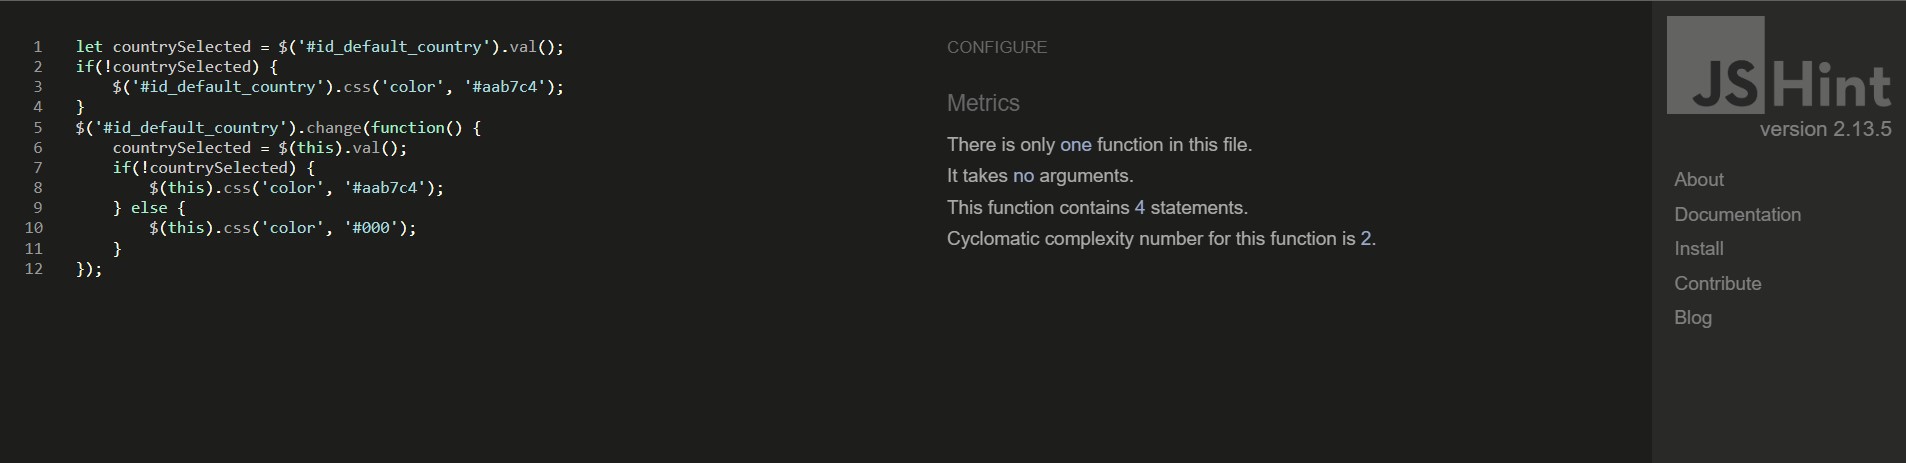 1 let countrySelected = $('#id_default_country').val();
2 if(!countrySelected) {
3     $('#id_default_country').css('color', '#aab7c4');
4 }
5 $('#id_default_country').change(function() {
6     countrySelected = $(this).val();
7     if(!countrySelected) {
8         $(this).css('color', '#aab7c4');
9     } else {
10         $(this).css('color', '#000');
11     }
12 });
CONFIGURE
Metrics
There is only one function in this file.
It takes no arguments.
This function contains 4 statements.
Cyclomatic complexity number for this function is 2.
JSHint
version 2.13.5
About
Documentation
Install
Contribute
Blog